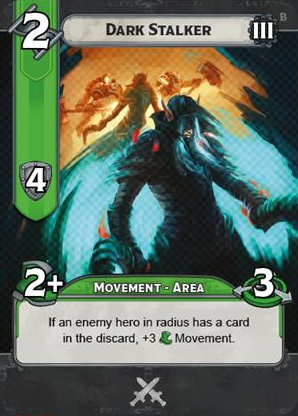 2 DARK STALKER III B
4
2+ MOVEMENT - AREA 3
If an enemy hero in radius has a card
in the discard, +3 Movement.